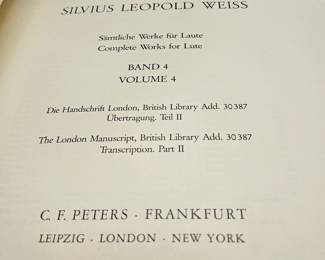 SILVIUS LEOPOLD WEISS
Sämtliche Werke für Laute
Complete Works for Lute
BAND 4
VOLUME 4
Die Handschrift London, British Library Add. 30 387
Übertragung. Teil II
The London Manuscript, British Library Add. 30 387
Transcription. Part II
C. F. PETERS · FRANKFURT
LEIPZIG · LONDON · NEW YORK